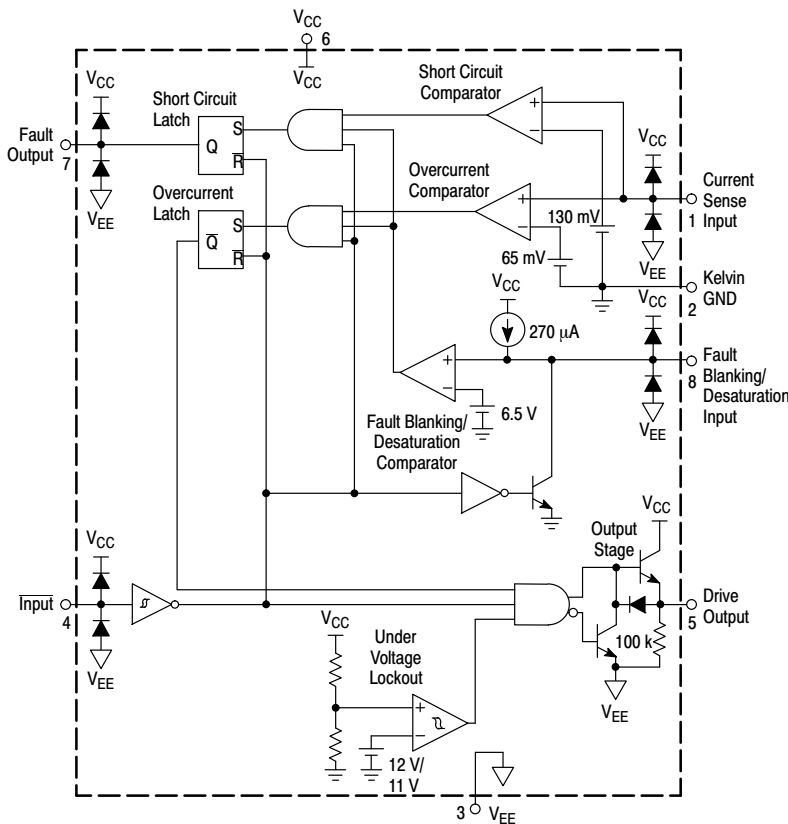 VCC
6
VCC
VCC
Short Circuit
Latch
S
Q
R̅
Short Circuit
Comparator
+
−
VCC
Fault
Output
7
VEE
Overcurrent
Latch
S
Q̅
R̅
Overcurrent
Comparator
+
−
130 mV
65 mV
Current
Sense
Input
1
VEE
Kelvin
GND
2
VCC
VCC
270 μA
+
−
6.5 V
Fault
Blanking/
Desaturation
Input
8
VEE
Fault Blanking/
Desaturation
Comparator
VCC
Output
Stage
VCC
I̅n̅p̅u̅t̅
4
VEE
Drive
Output
5
100 k
VEE
VCC
Under
Voltage
Lockout
+
−
12 V/
11 V
3
VEE